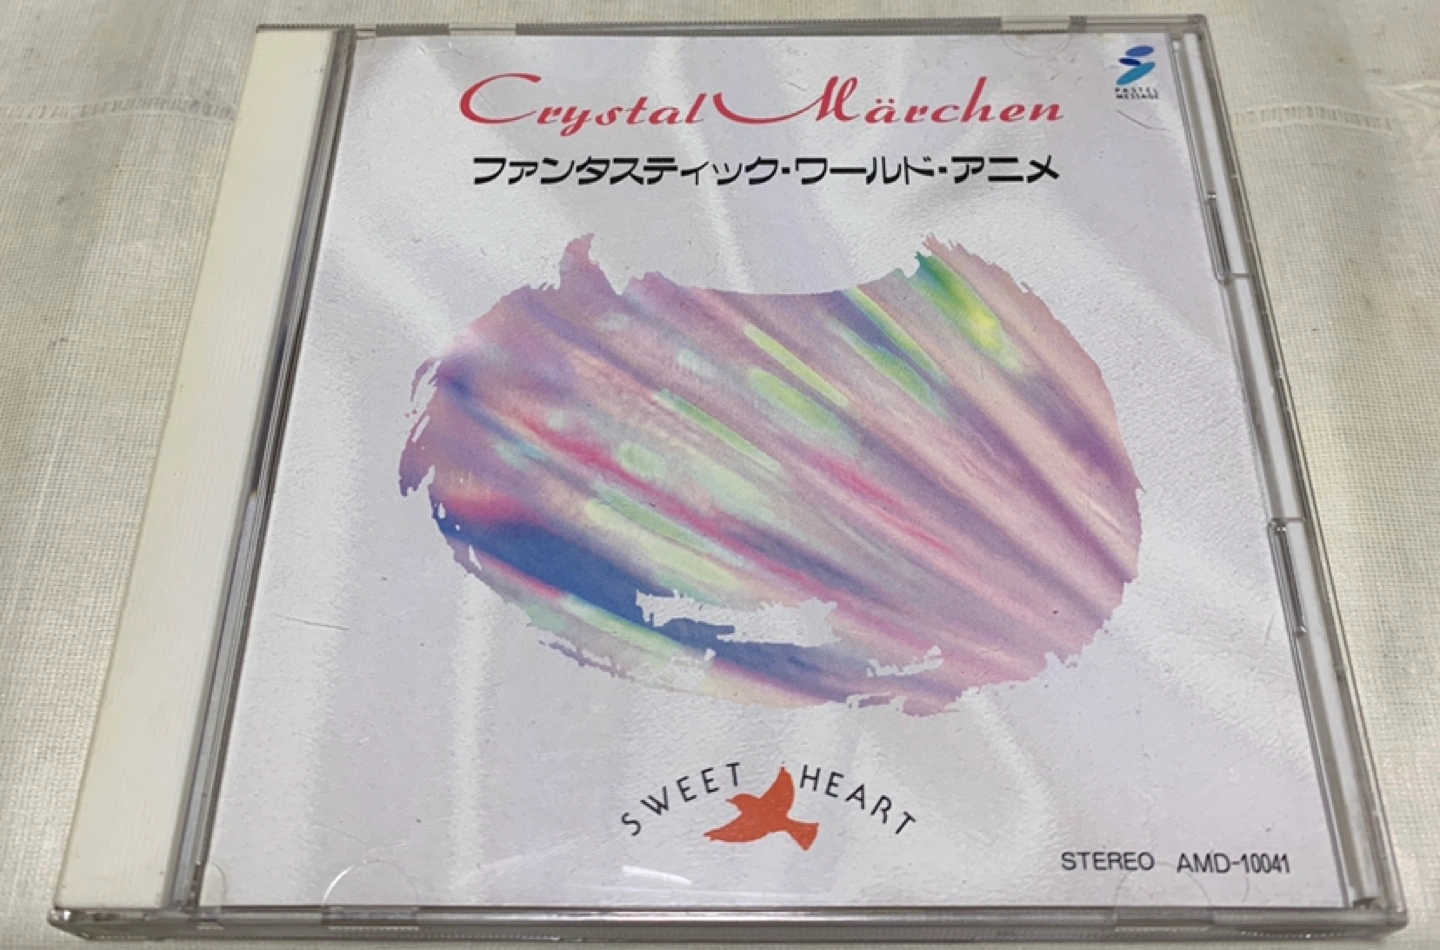 Crystal Märchen
PASTEL
MESSAGE
ファンタスティック・ワールド・アニメ
SWEET HEART
STEREO AMD-10041